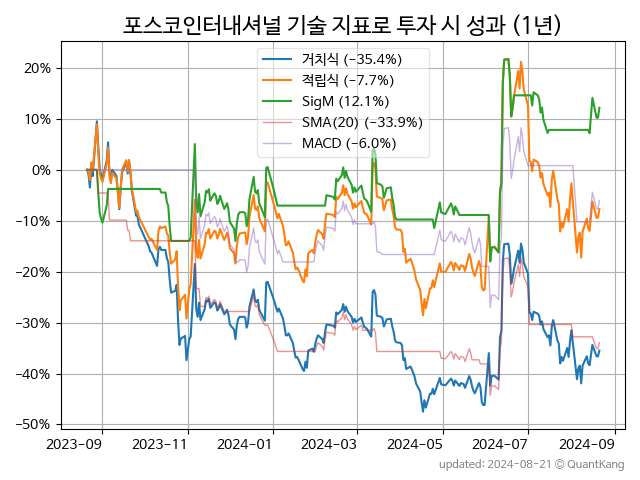 포스코인터내셔널 기술 지표로 투자 시 성과 (1년)
거치식 (−35.4%)
적립식 (−7.7%)
SigM (12.1%)
SMA(20) (−33.9%)
MACD (−6.0%)
20%
10%
0%
−10%
−20%
−30%
−40%
−50%
2023-09 2023-11 2024-01 2024-03 2024-05 2024-07 2024-09
updated: 2024-08-21 © QuantKang